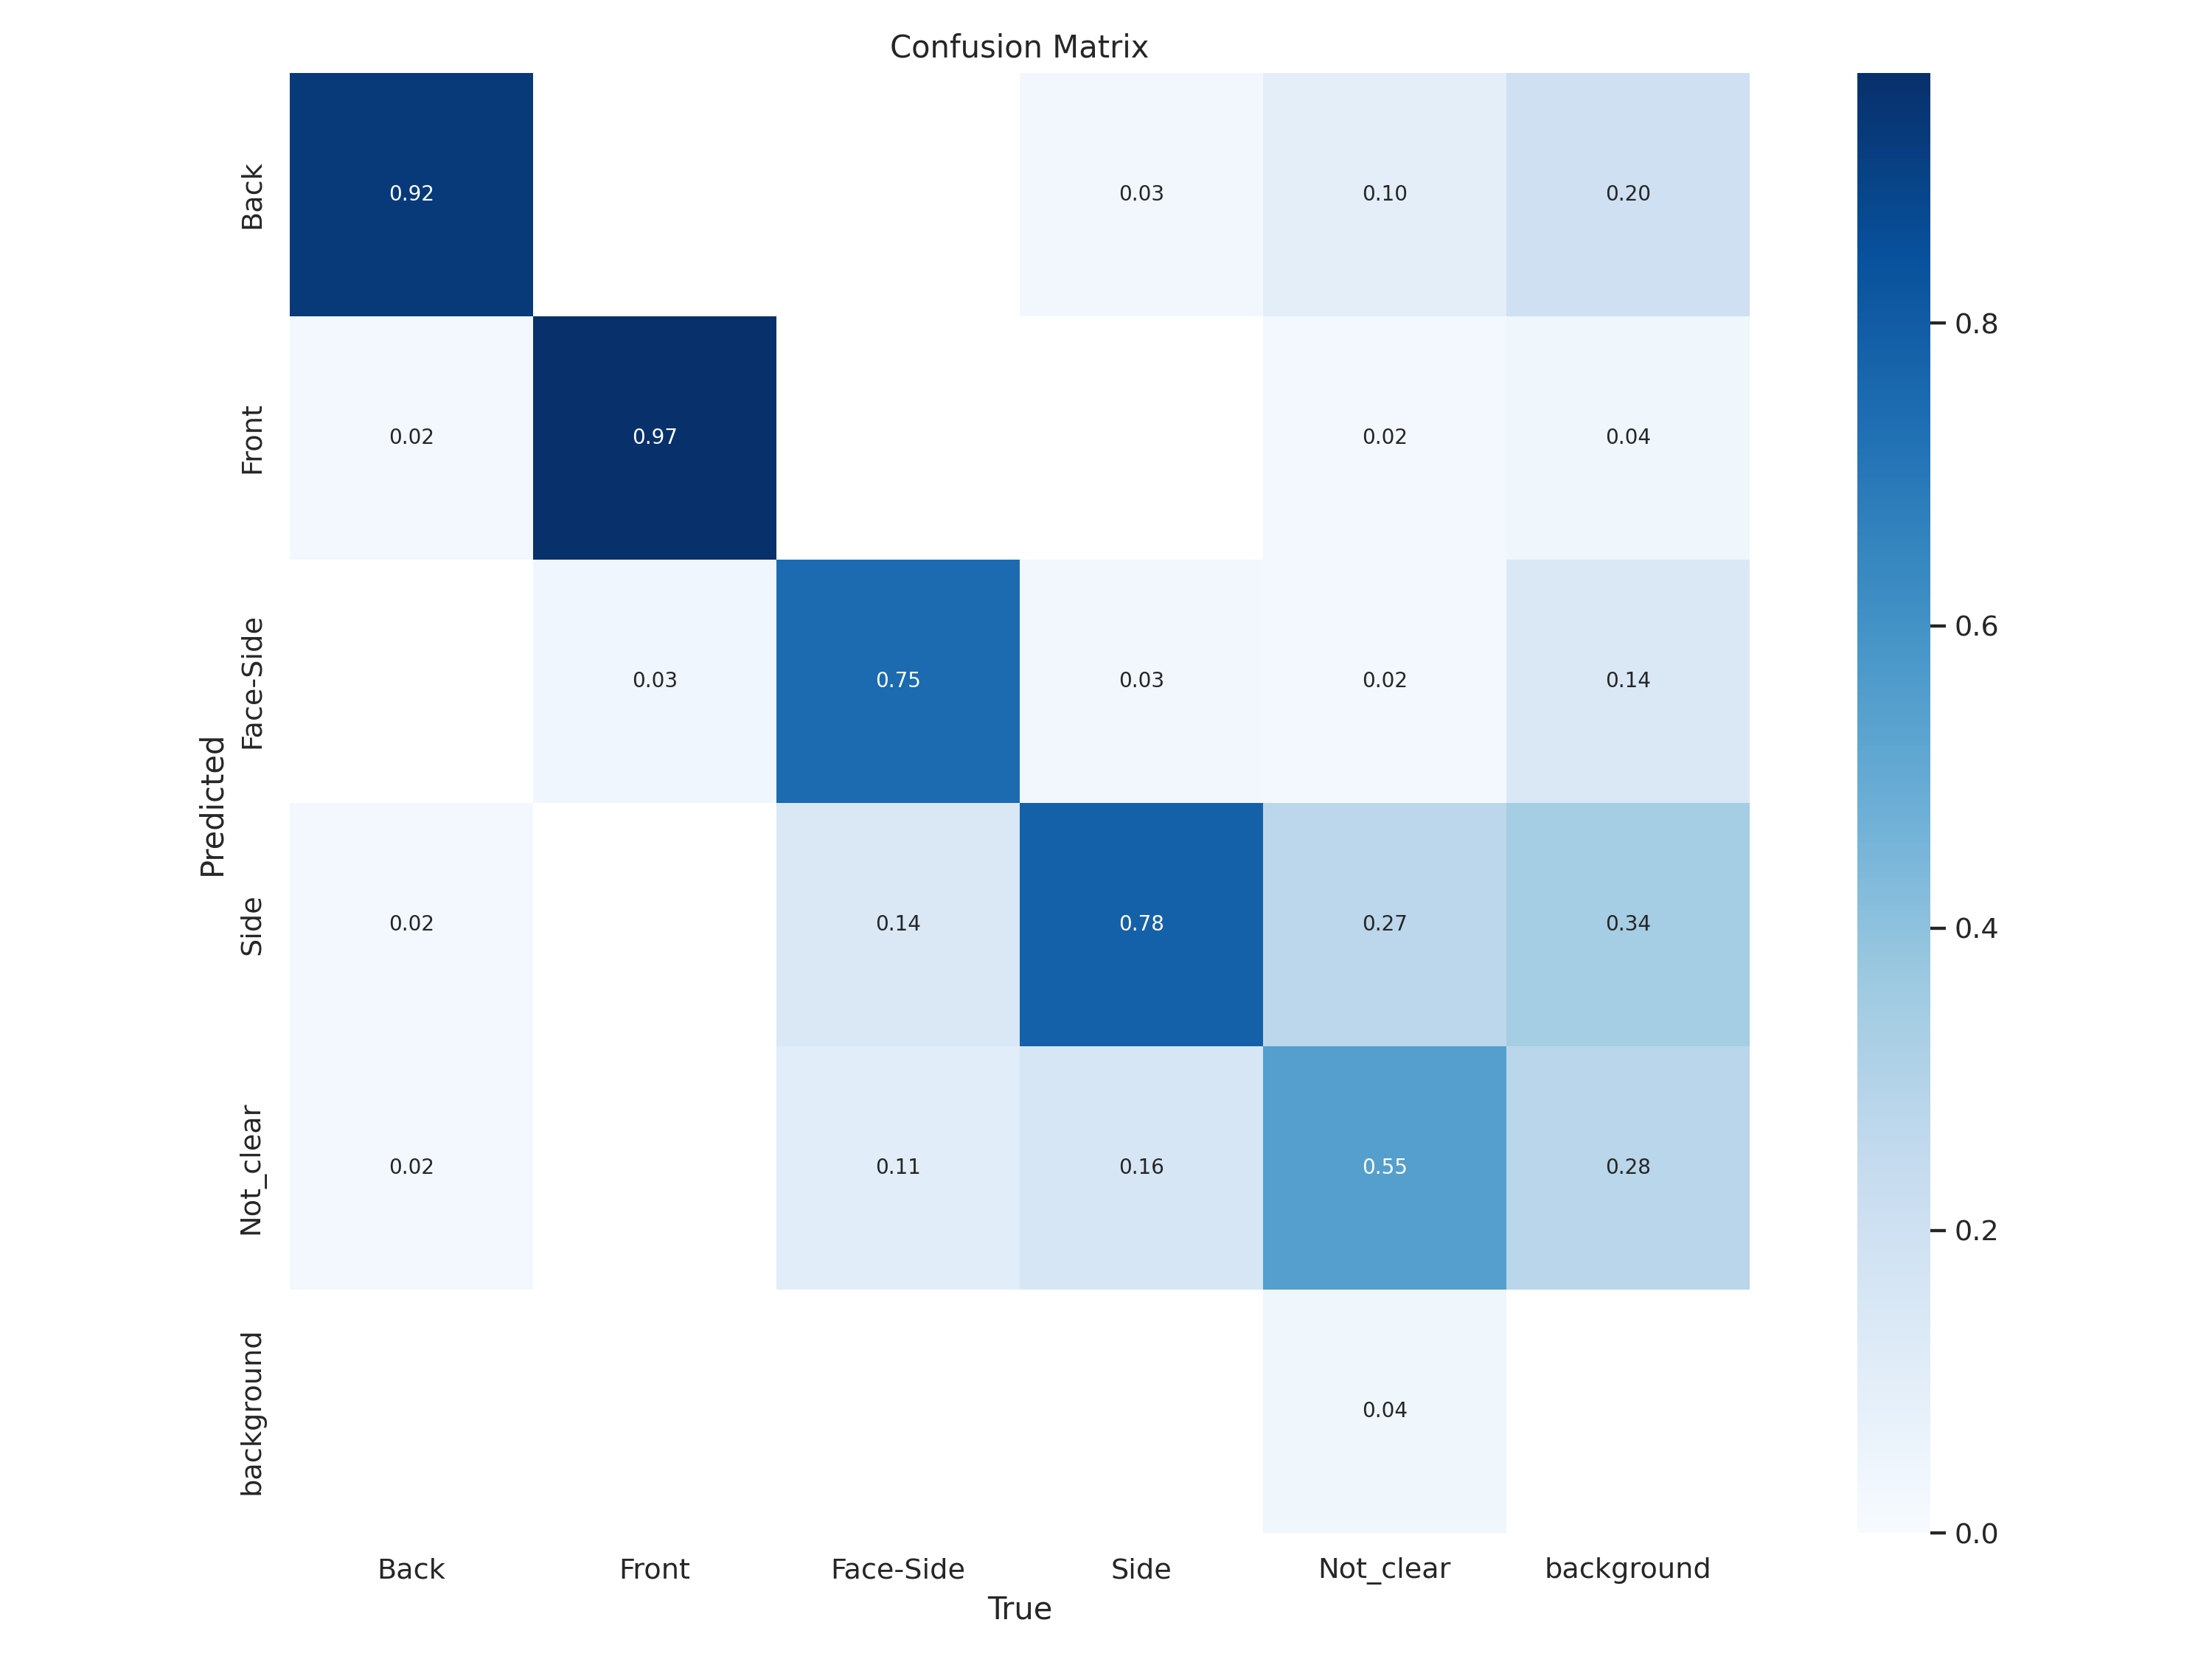 Confusion Matrix
Back
0.92
0.03
0.10
0.20
Front
0.02
0.97
0.02
0.04
Face-Side
0.03
0.75
0.03
0.02
0.14
Side
0.02
0.14
0.78
0.27
0.34
Not_clear
0.02
0.11
0.16
0.55
0.28
background
0.04
Predicted
Back
Front
Face-Side
Side
Not_clear
background
True
0.8
0.6
0.4
0.2
0.0